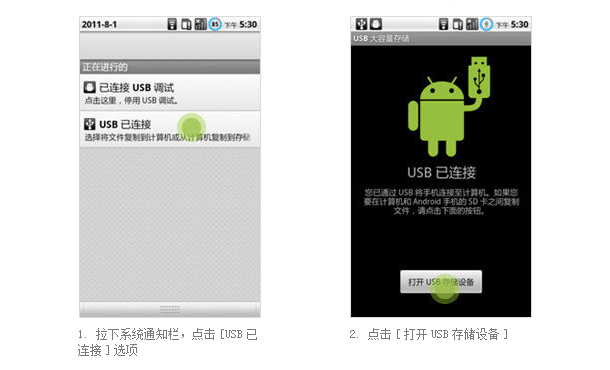 2011-8-1 85 下午 5:30
正在进行的
已连接 USB 调试
点击这里，停用 USB 调试。
USB 已连接
选择将文件复制到计算机或从计算机复制到存储
1. 拉下系统通知栏，点击 [USB 已
连接 ] 选项
下午 5:30
USB 大容量存储
USB 已连接
您已通过 USB 将手机连接至计算机。如果您
要在计算机和 Android 手机的 SD 卡之间复制
文件，请点击下面的按钮。
打开 USB 存储设备
2. 点击 [ 打开 USB 存储设备 ]